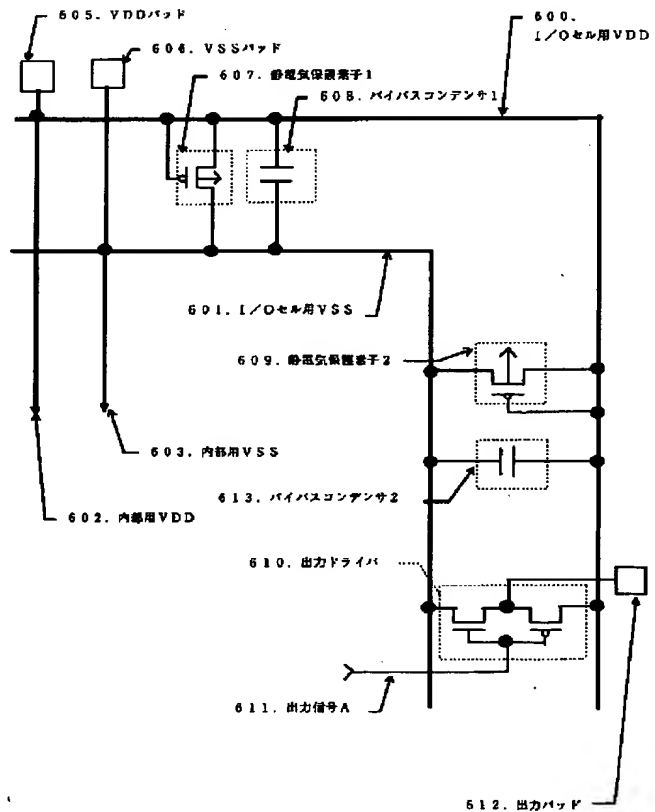 605. VDDパッド
606. VSSパッド
600.
I/Oセル用VDD
607. 静電気保護素子1
608. バイパスコンデンサ1
601. I/Oセル用VSS
609. 静電気保護素子2
603. 内部用VSS
613. バイパスコンデンサ2
602. 内部用VDD
610. 出力ドライバ
611. 出力信号A
612. 出力パッド